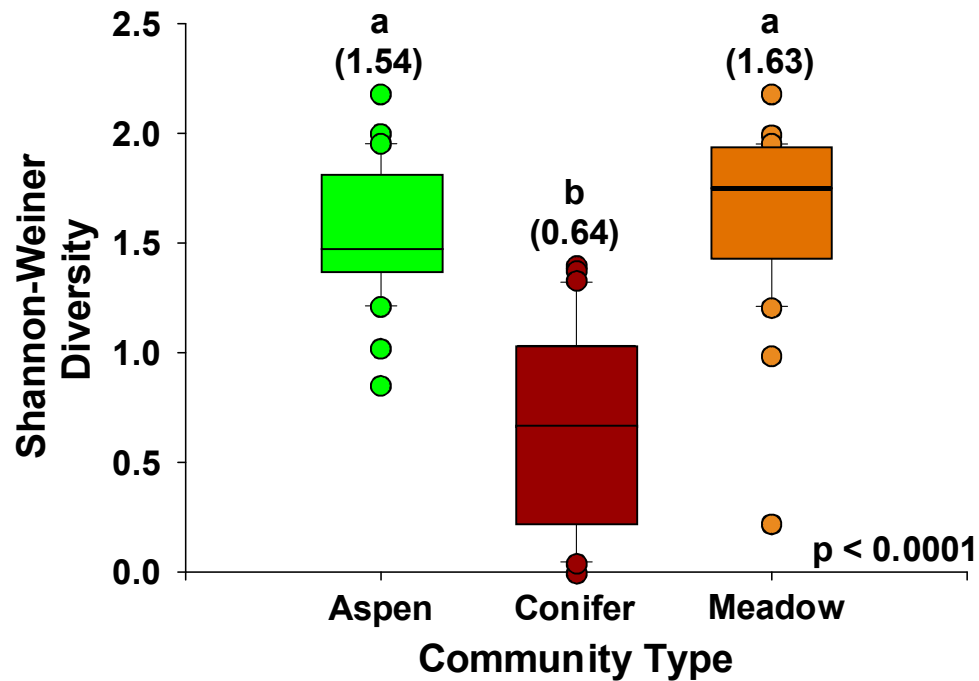 2.5
2.0
1.5
1.0
0.5
0.0
Shannon-Weiner
Diversity
a
(1.54)
b
(0.64)
a
(1.63)
p < 0.0001
Aspen
Conifer
Meadow
Community Type